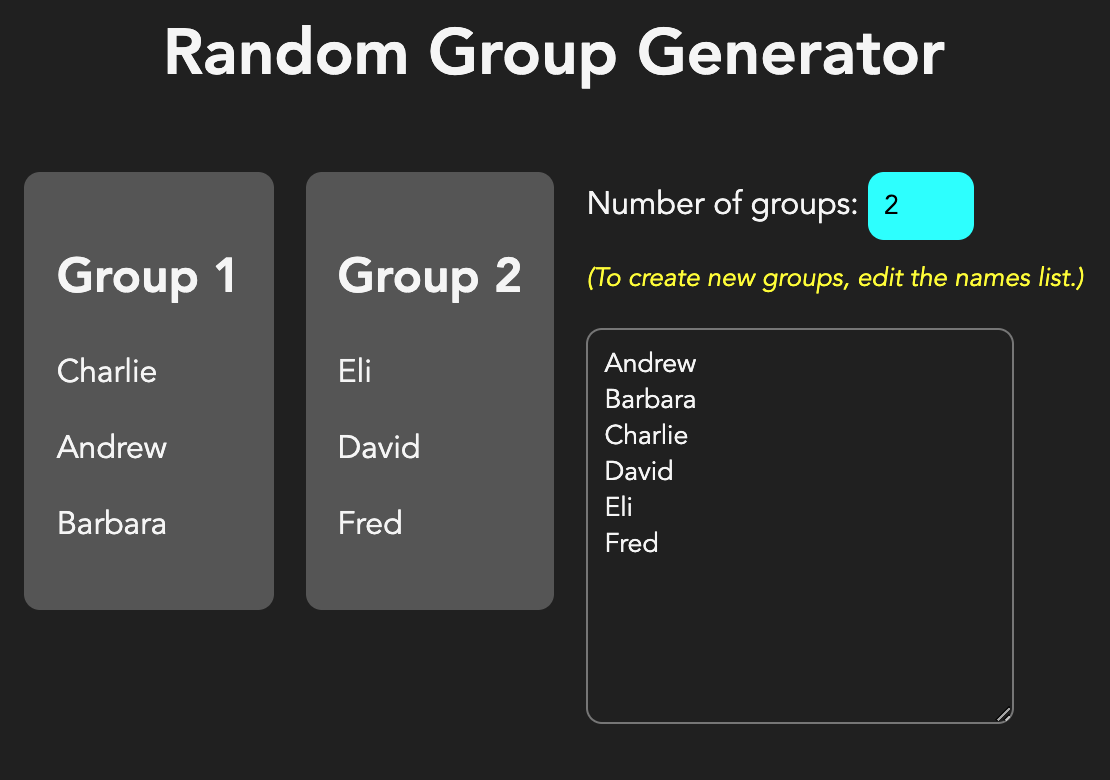 Random Group Generator
Group 1
Charlie
Andrew
Barbara
Group 2
Eli
David
Fred
Number of groups: 2
(To create new groups, edit the names list.)
Andrew
Barbara
Charlie
David
Eli
Fred